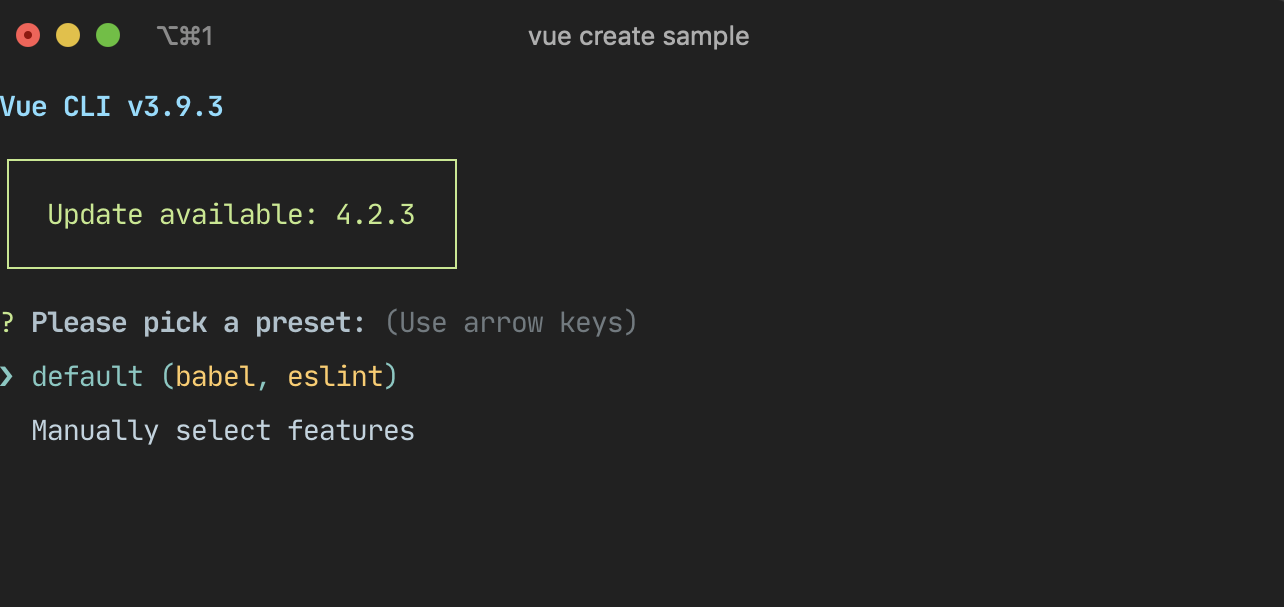 ⌥⌘1
vue create sample
Vue CLI v3.9.3
Update available: 4.2.3
? Please pick a preset: (Use arrow keys)
❯ default (babel, eslint)
Manually select features